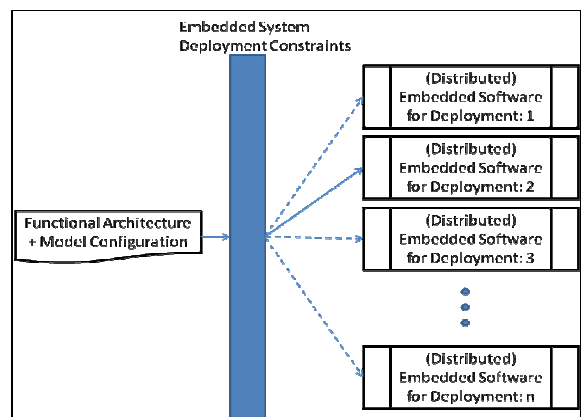 Embedded System
Deployment Constraints
(Distributed)
Embedded Software
for Deployment: 1
(Distributed)
Embedded Software
for Deployment: 2
Functional Architecture
+ Model Configuration
(Distributed)
Embedded Software
for Deployment: 3
(Distributed)
Embedded Software
for Deployment: n